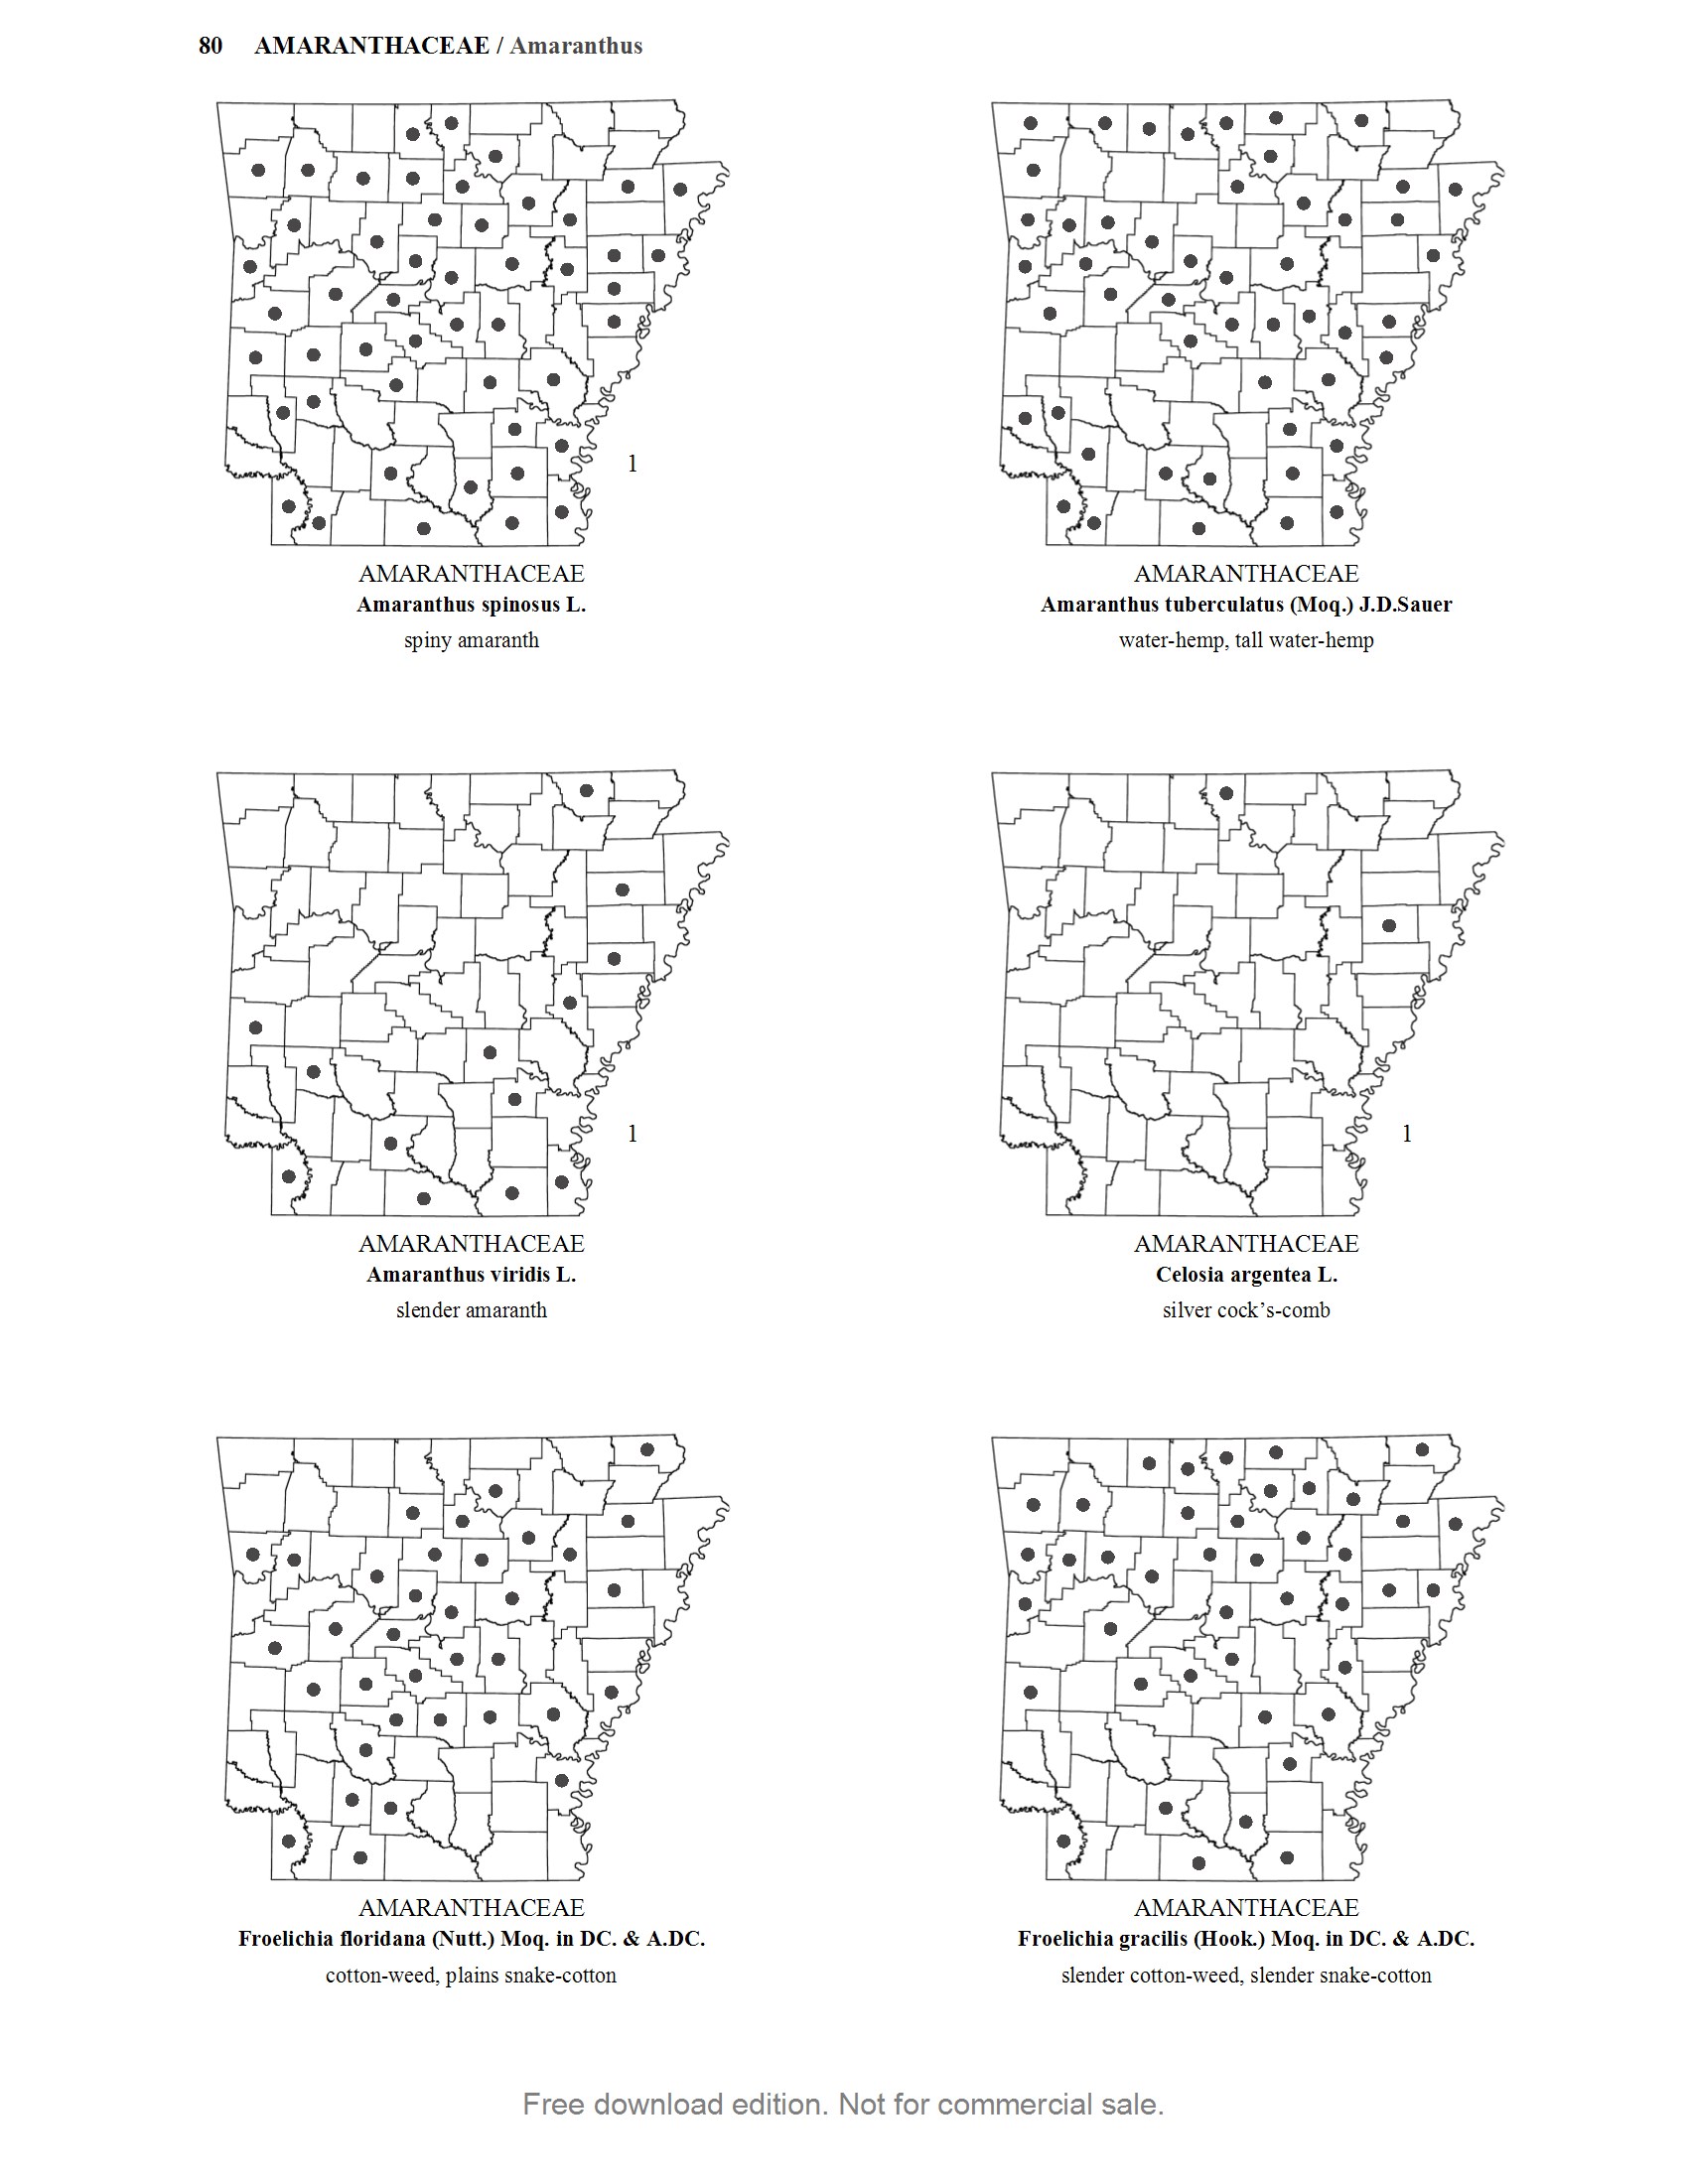 80 AMARANTHACEAE / Amaranthus
1
AMARANTHACEAE
Amaranthus spinosus L.
spiny amaranth
AMARANTHACEAE
Amaranthus tuberculatus (Moq.) J.D.Sauer
water-hemp, tall water-hemp
1
AMARANTHACEAE
Amaranthus viridis L.
slender amaranth
1
AMARANTHACEAE
Celosia argentea L.
silver cock’s-comb
AMARANTHACEAE
Froelichia floridana (Nutt.) Moq. in DC. & A.DC.
cotton-weed, plains snake-cotton
AMARANTHACEAE
Froelichia gracilis (Hook.) Moq. in DC. & A.DC.
slender cotton-weed, slender snake-cotton
Free download edition. Not for commercial sale.